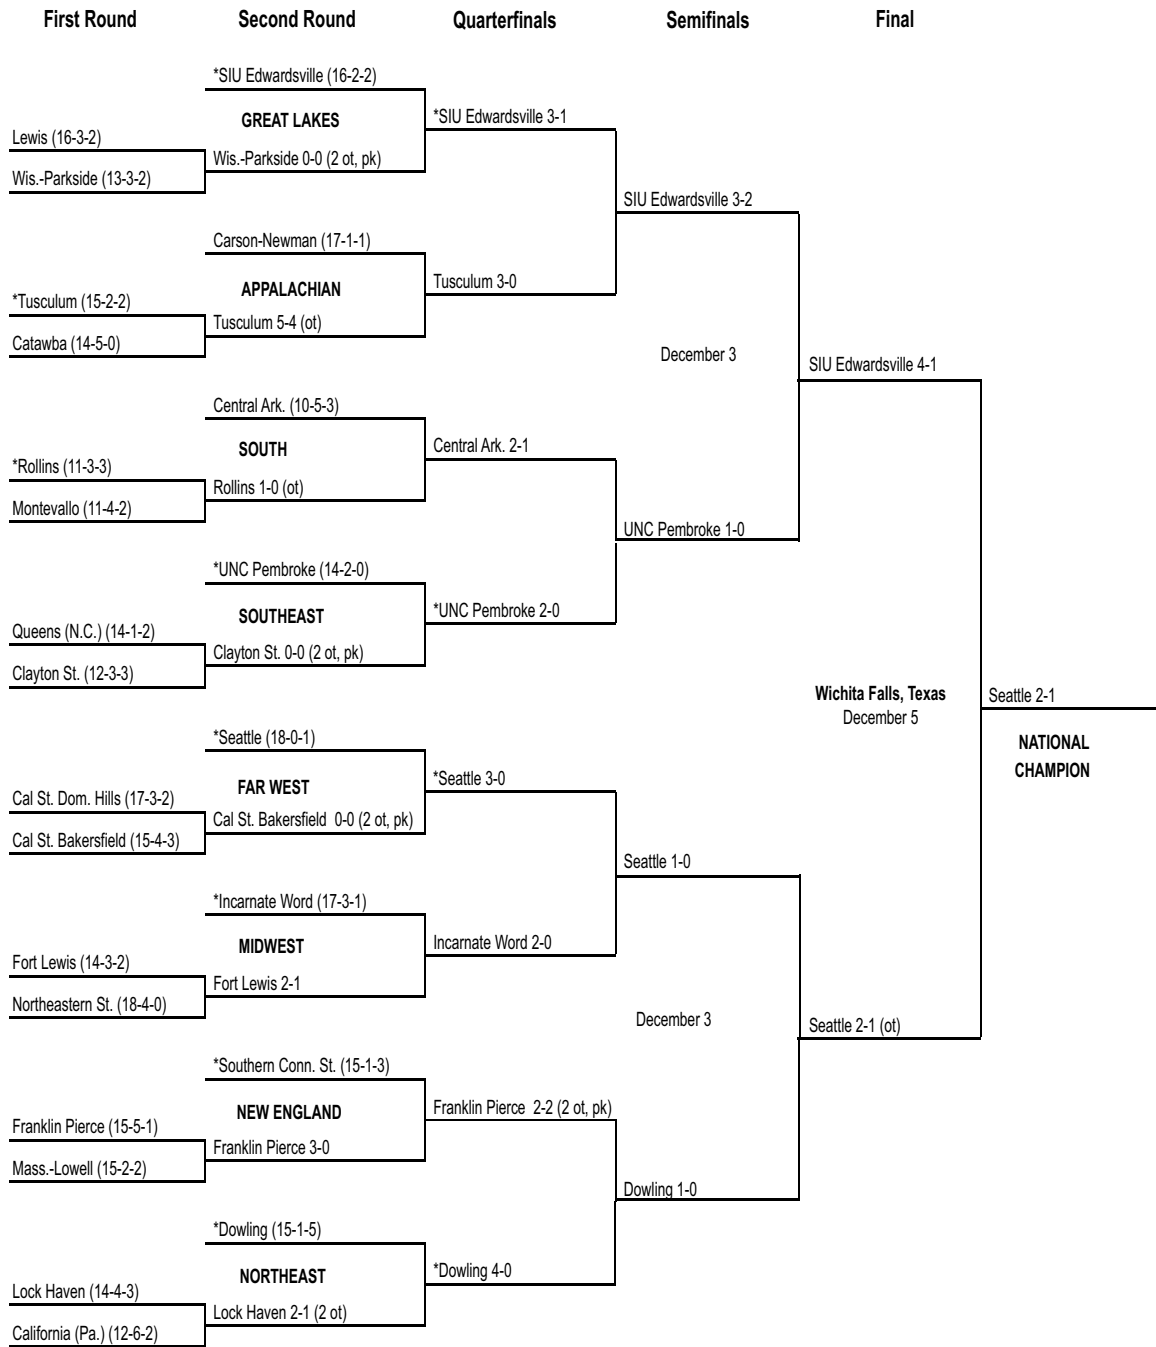 First Round
Second Round
Quarterfinals
Semifinals
Final
*SIU Edwardsville (16-2-2)
GREAT LAKES
*SIU Edwardsville 3-1
Lewis (16-3-2)
Wis.-Parkside 0-0 (2 ot, pk)
Wis.-Parkside (13-3-2)
SIU Edwardsville 3-2
Carson-Newman (17-1-1)
APPALACHIAN
Tusculum 3-0
*Tusculum (15-2-2)
Tusculum 5-4 (ot)
Catawba (14-5-0)
December 3
SIU Edwardsville 4-1
Central Ark. (10-5-3)
SOUTH
Central Ark. 2-1
*Rollins (11-3-3)
Rollins 1-0 (ot)
Montevallo (11-4-2)
UNC Pembroke 1-0
*UNC Pembroke (14-2-0)
SOUTHEAST
*UNC Pembroke 2-0
Queens (N.C.) (14-1-2)
Clayton St. 0-0 (2 ot, pk)
Clayton St. (12-3-3)
Wichita Falls, Texas
December 5
Seattle 2-1
NATIONAL
CHAMPION
*Seattle (18-0-1)
FAR WEST
*Seattle 3-0
Cal St. Dom. Hills (17-3-2)
Cal St. Bakersfield 0-0 (2 ot, pk)
Cal St. Bakersfield (15-4-3)
Seattle 1-0
*Incarnate Word (17-3-1)
MIDWEST
Incarnate Word 2-0
Fort Lewis (14-3-2)
Fort Lewis 2-1
Northeastern St. (18-4-0)
December 3
Seattle 2-1 (ot)
*Southern Conn. St. (15-1-3)
NEW ENGLAND
Franklin Pierce 2-2 (2 ot, pk)
Franklin Pierce (15-5-1)
Franklin Pierce 3-0
Mass.-Lowell (15-2-2)
Dowling 1-0
*Dowling (15-1-5)
NORTHEAST
*Dowling 4-0
Lock Haven (14-4-3)
Lock Haven 2-1 (2 ot)
California (Pa.) (12-6-2)